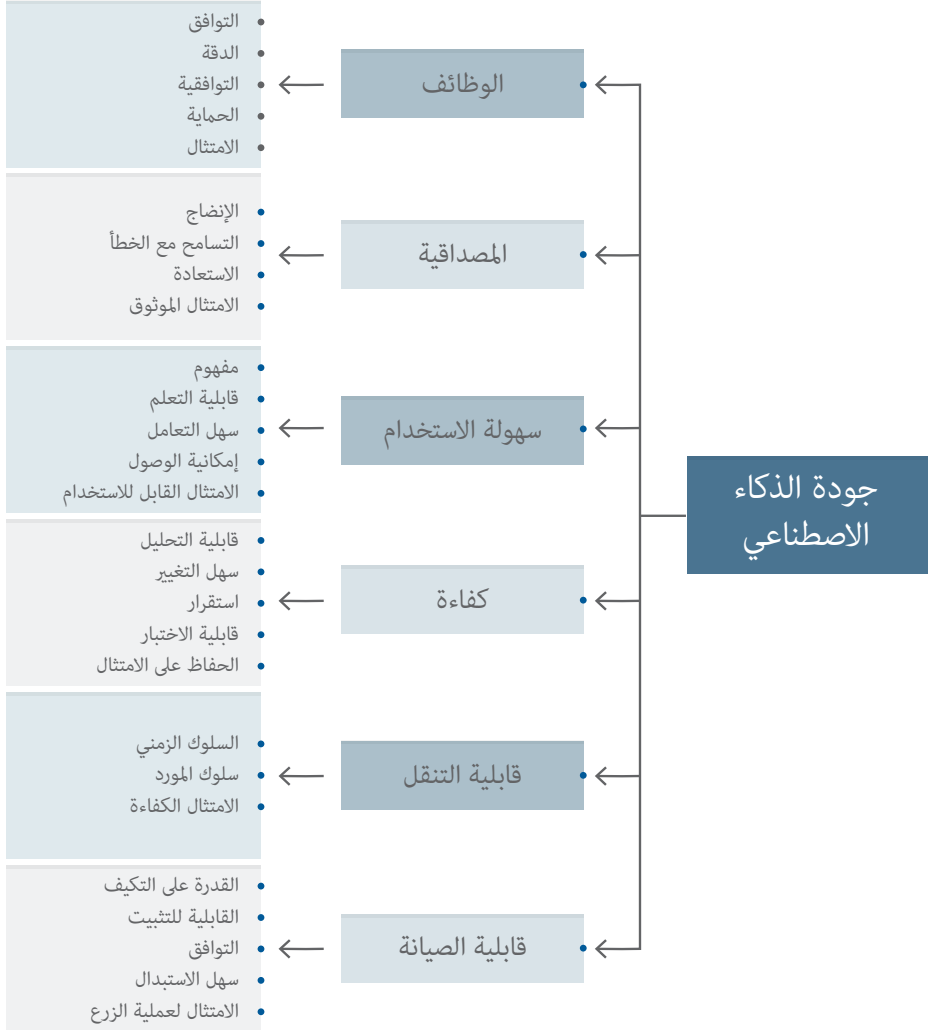 جودة الذكاء
الاصطناعي
الوظائف
التوافق
الدقة
التوافقية
الحماية
الامتثال
المصداقية
الإنضاج
التسامح مع الخطأ
الاستعادة
الامتثال الموثوق
سهولة الاستخدام
مفهوم
قابلية التعلم
سهل التعامل
إمكانية الوصول
الامتثال القابل للاستخدام
كفاءة
قابلية التحليل
سهل التغيير
استقرار
قابلية الاختبار
الحفاظ على الامتثال
قابلية التنقل
السلوك الزمني
سلوك المورد
الامتثال الكفاءة
قابلية الصيانة
القدرة على التكيف
القابلية للتثبيت
التوافق
سهل الاستبدال
الامتثال لعملية الزرع